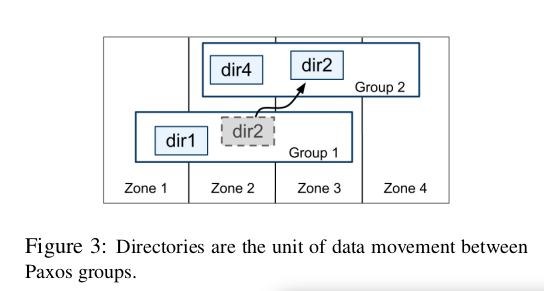 dir4
dir2
Group 2
dir1
dir2
Group 1
Zone 1
Zone 2
Zone 3
Zone 4
Figure 3: Directories are the unit of data movement between
Paxos groups.